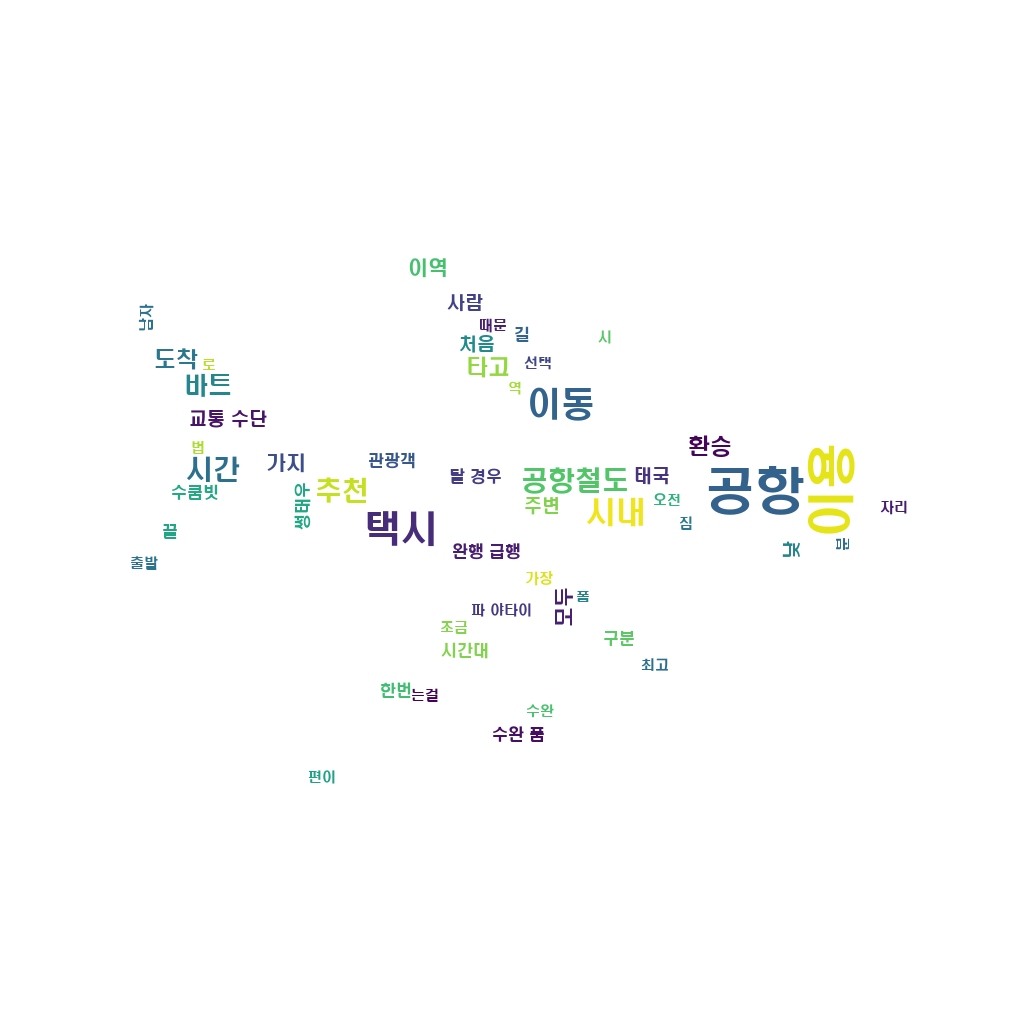 이역
사람
남자
때문
길
시
처음
도착
로
선택
타고
바트
역
이동
교통 수단
환승
법
시간
가지
관광객
탈 경우
공항철도
태국
공항
이용
추천
수쿰빗
썽태우
오전
주변
시내
자리
택시
짐
끝
완행 급행
출발
가장
모두
폼
파 야타이
조금
구분
시간대
최고
한번
는걸
수완
수완 품
편이